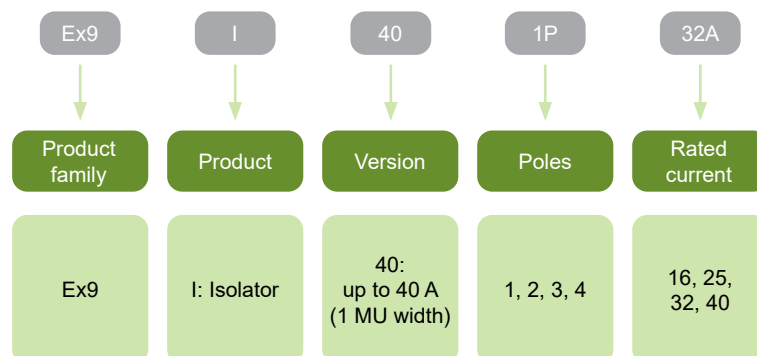 Ex9 I 40 1P 32A
Product family
Product
Version
Poles
Rated current
Ex9
I: Isolator
40:
up to 40 A
(1 MU width)
1, 2, 3, 4
16, 25,
32, 40